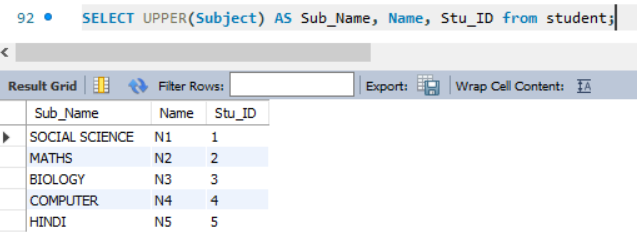 92 SELECT UPPER(Subject) AS Sub_Name, Name, Stu_ID from student;
Result Grid Filter Rows: Export: Wrap Cell Content: IA
Sub_Name Name Stu_ID
SOCIAL SCIENCE N1 1
MATHS N2 2
BIOLOGY N3 3
COMPUTER N4 4
HINDI N5 5